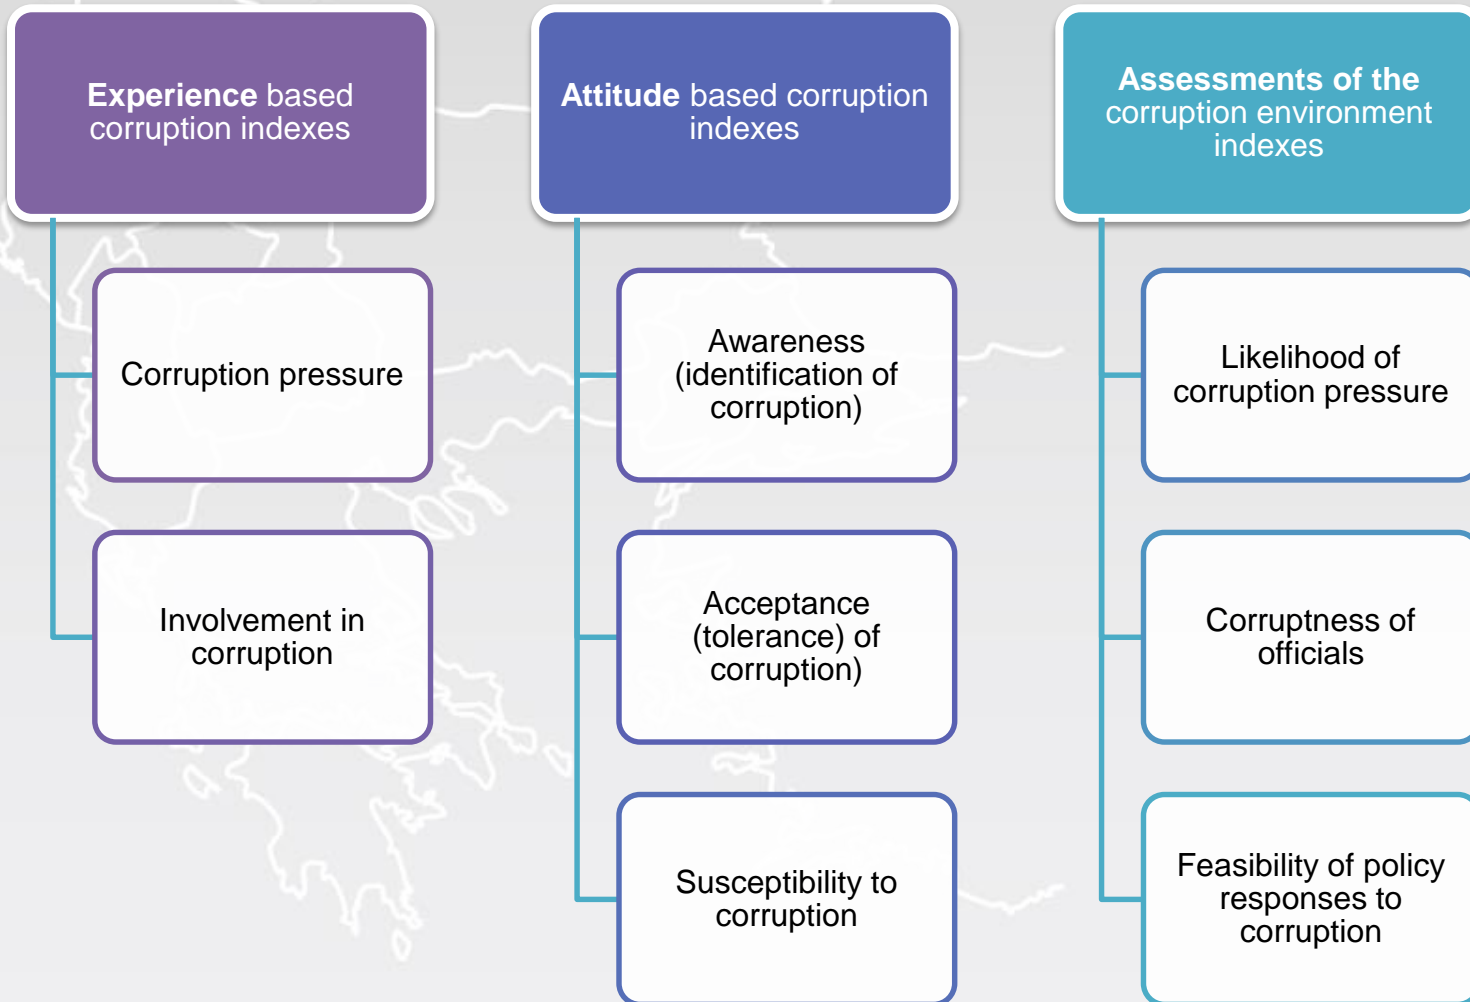 Experience based
corruption indexes
Corruption pressure
Involvement in
corruption
Attitude based corruption
indexes
Awareness
(identification of
corruption)
Acceptance
(tolerance) of
corruption)
Susceptibility to
corruption
Assessments of the
corruption environment
indexes
Likelihood of
corruption pressure
Corruptness of
officials
Feasibility of policy
responses to
corruption